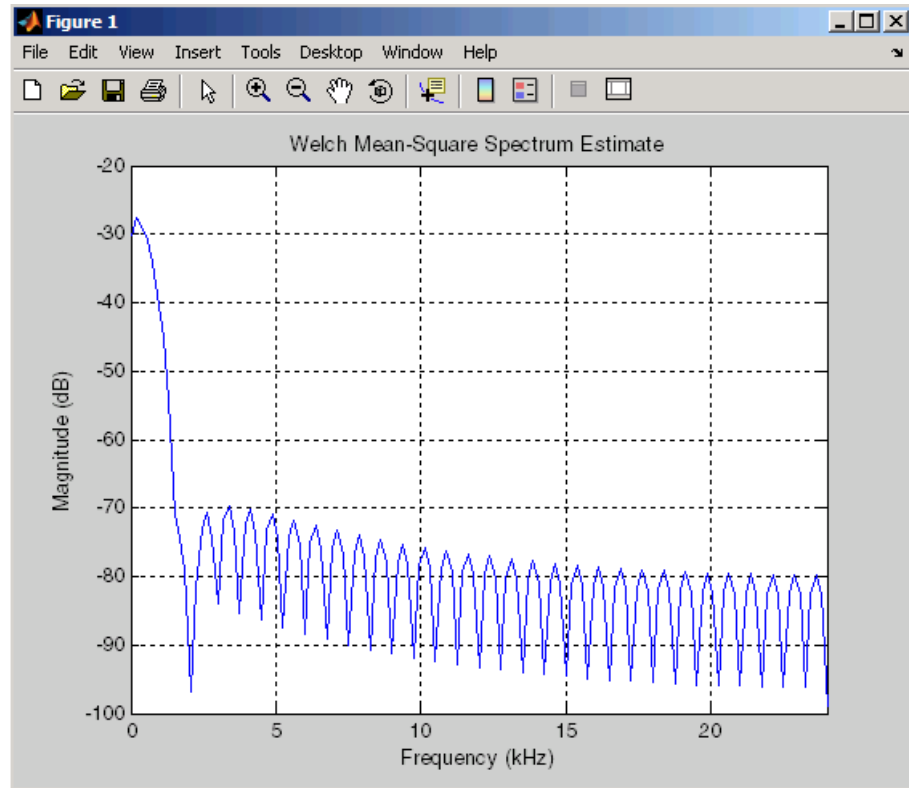 Figure 1
File Edit View Insert Tools Desktop Window Help
Welch Mean-Square Spectrum Estimate
-20
-30
-40
-50
-60
-70
-80
-90
-100
Magnitude (dB)
0 5 10 15 20
Frequency (kHz)